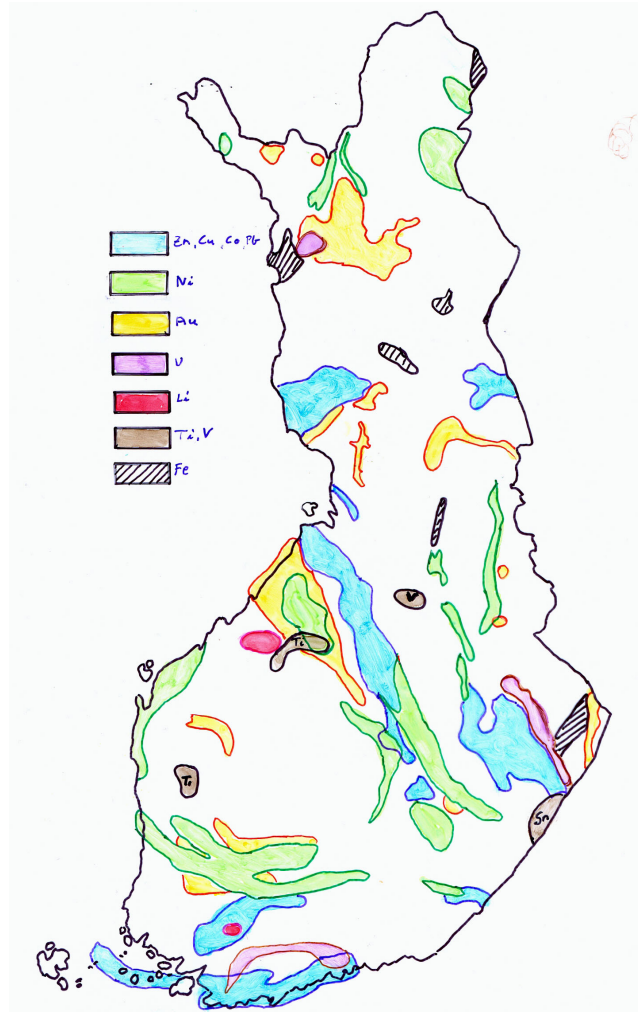 Zn, Cu, Co, Pb
Ni
Au
U
Li
Ti, V
Fe
V
Ti
Ti
Sn